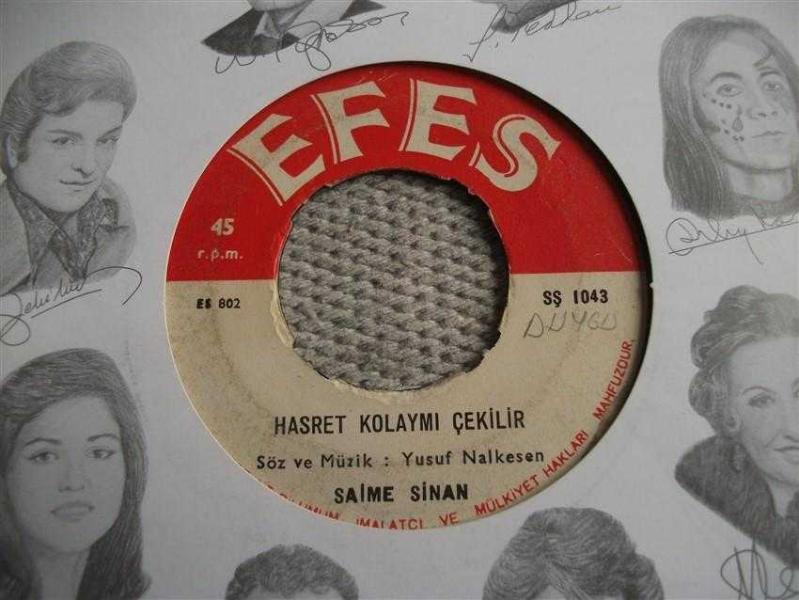 EFES
45
r.p.m.
ES 802
SŞ 1043
DUYGU
HASRET KOLAYMI ÇEKİLİR
Söz ve Müzik : Yusuf Nalkesen
SAİME SİNAN
İMALATÇI VE MÜLKİYET HAKLARI MAHFUZDUR.